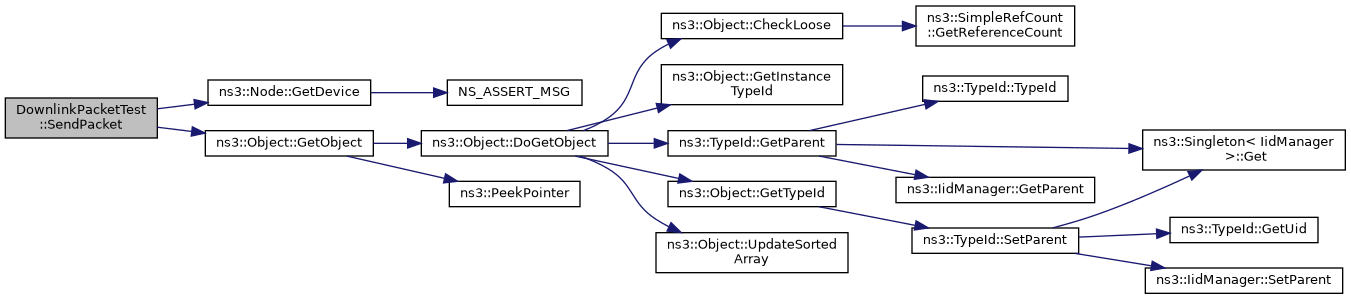 DownlinkPacketTest
::SendPacket
ns3::Node::GetDevice
NS_ASSERT_MSG
ns3::Object::GetObject
ns3::PeekPointer
ns3::Object::DoGetObject
ns3::Object::CheckLoose
ns3::SimpleRefCount
::GetReferenceCount
ns3::Object::GetInstance
TypeId
ns3::TypeId::GetParent
ns3::TypeId::TypeId
ns3::Singleton< IidManager
>::Get
ns3::IidManager::GetParent
ns3::Object::GetTypeId
ns3::TypeId::SetParent
ns3::TypeId::GetUid
ns3::IidManager::SetParent
ns3::Object::UpdateSorted
Array